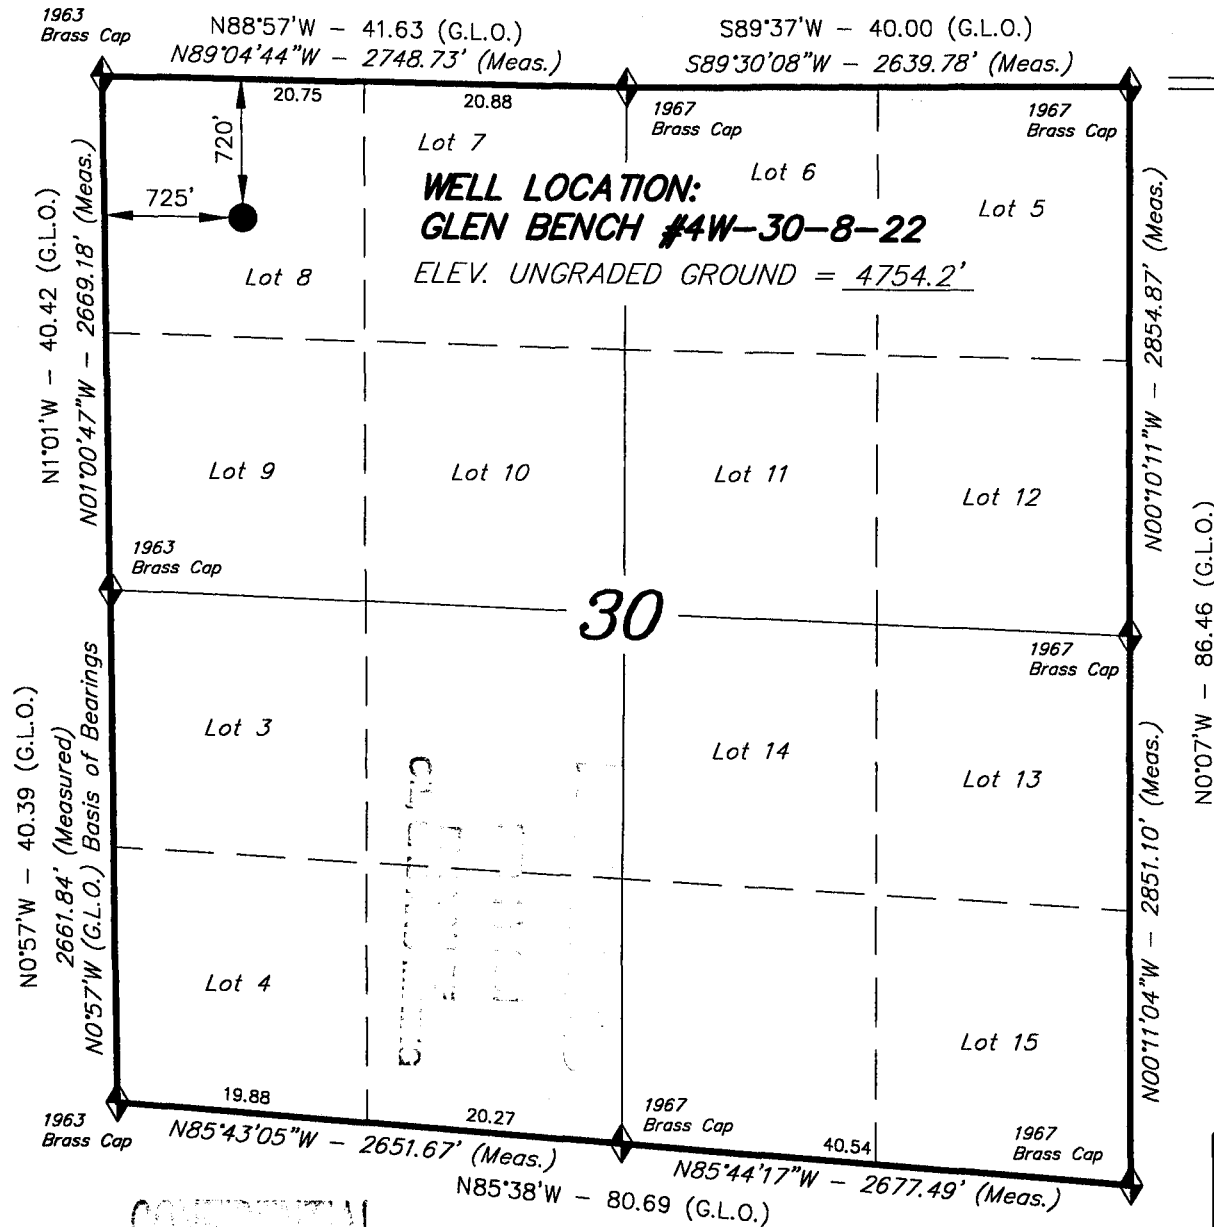 1963
Brass Cap
N88°57'W - 41.63 (G.L.O.)
N89°04'44"W - 2748.73' (Meas.)
S89°37'W - 40.00 (G.L.O.)
S89°30'08"W - 2639.78' (Meas.)
20.75
20.88
1967
Brass Cap
1967
Brass Cap
720'
725'
Lot 7
Lot 6
Lot 5
WELL LOCATION:
GLEN BENCH #4W-30-8-22
ELEV. UNGRADED GROUND = 4754.2'
Lot 8
N1°01'W - 40.42 (G.L.O.)
N01°00'47"W - 2669.18' (Meas.)
N00°10'11"W - 2854.87' (Meas.)
Lot 9
Lot 10
Lot 11
Lot 12
1963
Brass Cap
30
N0°07'W - 86.46 (G.L.O.)
1967
Brass Cap
N0°57'W - 40.39 (G.L.O.)
2661.84' (Measured)
N0°57'W (G.L.O.) Basis of Bearings
Lot 3
Lot 14
Lot 13
N00°11'04"W - 2851.10' (Meas.)
Lot 4
Lot 15
19.88
20.27
1967
Brass Cap
40.54
1967
Brass Cap
1963
Brass Cap
N85°43'05"W - 2651.67' (Meas.)
N85°44'17"W - 2677.49' (Meas.)
N85°38'W - 80.69 (G.L.O.)
CONFIDENTIAL